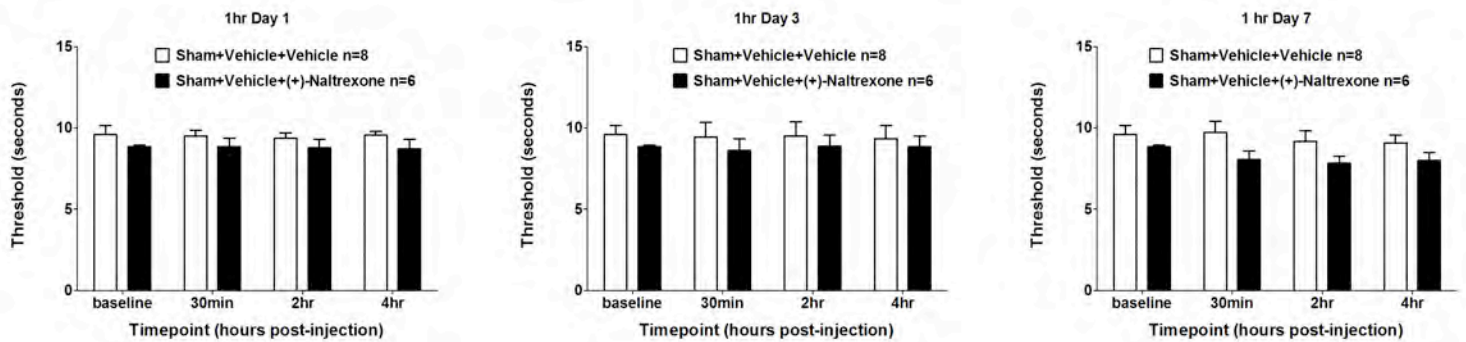 1hr Day 1
15
10
5
0
Threshold (seconds)
Sham+Vehicle+Vehicle n=8
Sham+Vehicle+(+)-Naltrexone n=6
baseline 30min 2hr 4hr
Timepoint (hours post-injection)
1hr Day 3
15
10
5
0
Threshold (seconds)
Sham+Vehicle+Vehicle n=8
Sham+Vehicle+(+)-Naltrexone n=6
baseline 30min 2hr 4hr
Timepoint (hours post-injection)
1 hr Day 7
15
10
5
0
Threshold (seconds)
Sham+Vehicle+Vehicle n=8
Sham+Vehicle+(+)-Naltrexone n=6
baseline 30min 2hr 4hr
Timepoint (hours post-injection)